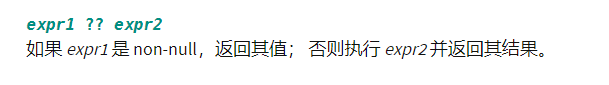 expr1 ?? expr2
如果 expr1 是 non-null，返回其值； 否则执行 expr2 并返回其结果。